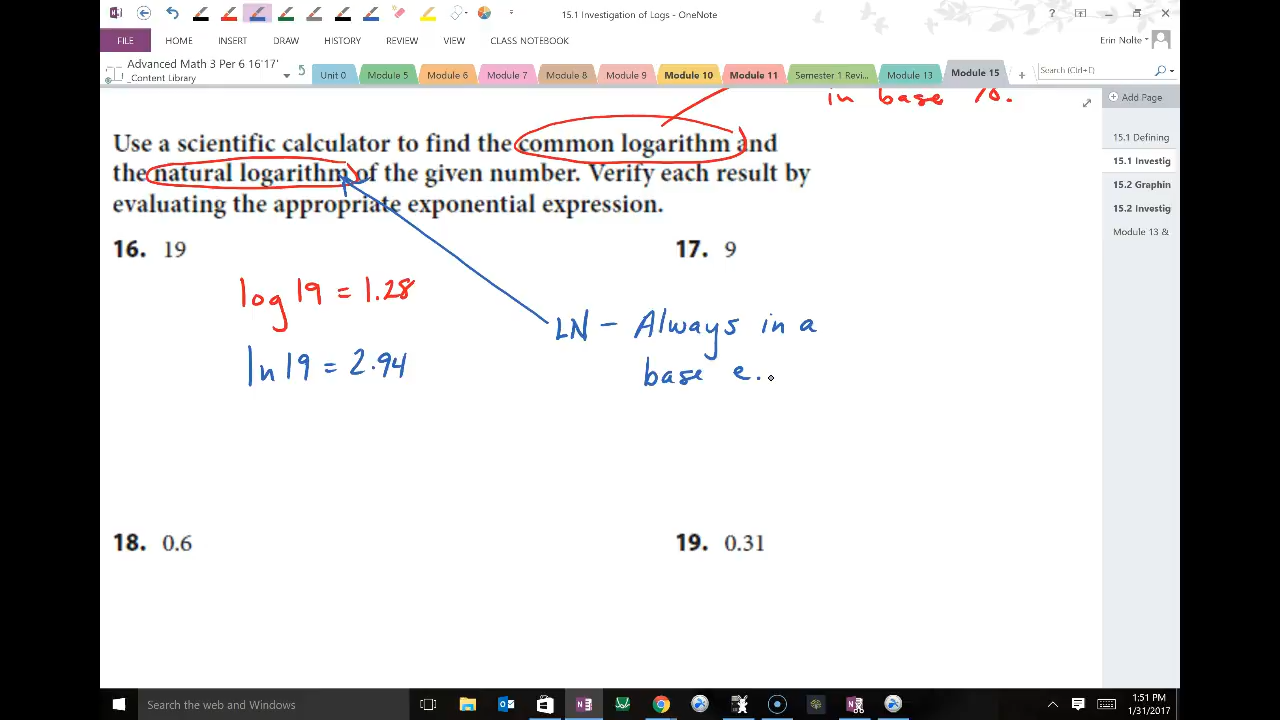 15.1 Investigation of Logs - OneNote
?
FILE
HOME
INSERT
DRAW
HISTORY
REVIEW
VIEW
CLASS NOTEBOOK
Erin Nolte
Advanced Math 3 Per 6 16'17'
_Content Library
Unit 0
Module 5
Module 6
Module 7
Module 8
Module 9
Module 10
Module 11
Semester 1 Revi...
Module 13
Module 15
Search (Ctrl+E)
Add Page
15.1 Defining
15.1 Investig
15.2 Graphin
15.2 Investig
Module 13 &
in base 10.
Use a scientific calculator to find the common logarithm and
the natural logarithm of the given number. Verify each result by
evaluating the appropriate exponential expression.
16. 19
17. 9
log 19 = 1.28
ln 19 = 2.94
LN - Always in a
base e.
18. 0.6
19. 0.31
Search the web and Windows
1:51 PM
1/31/2017